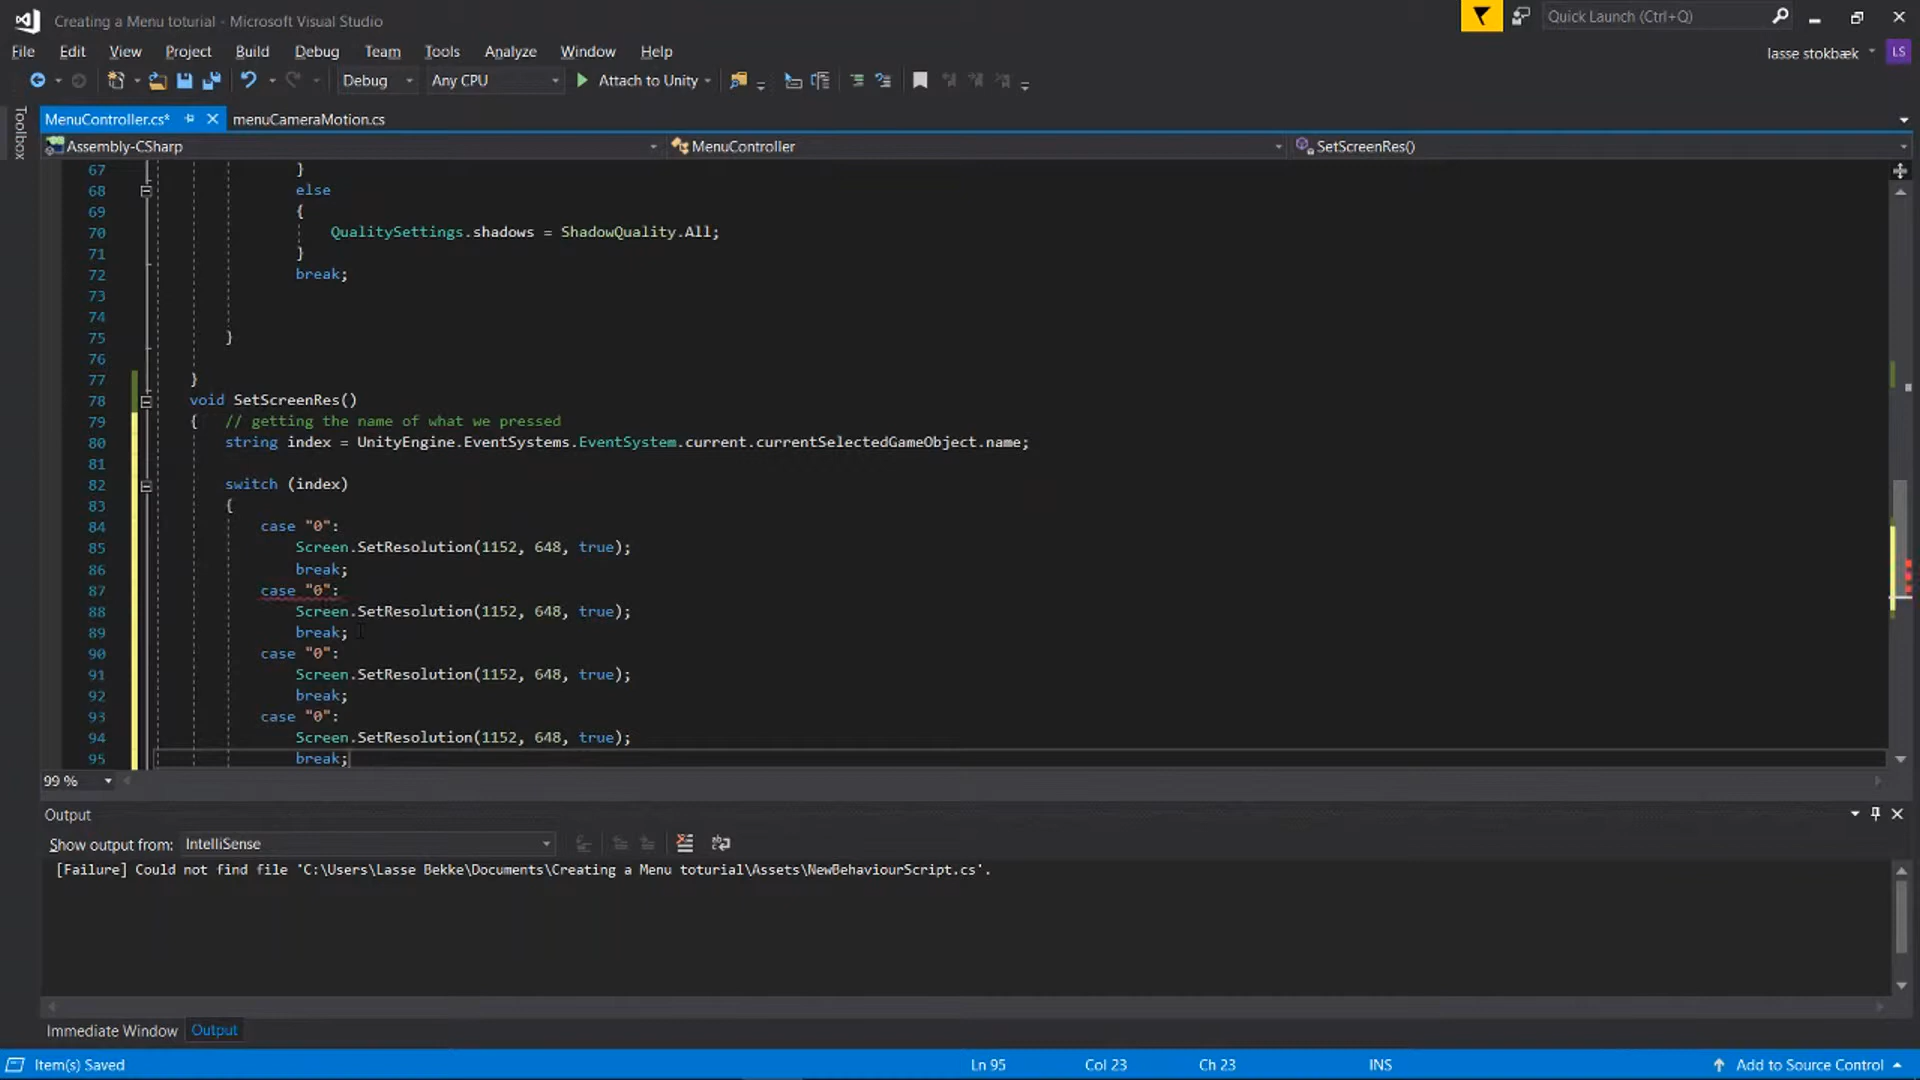 Creating a Menu toturial - Microsoft Visual Studio
Quick Launch (Ctrl+Q)
File Edit View Project Build Debug Team Tools Analyze Window Help
lasse stokbæk LS
Debug Any CPU Attach to Unity
Toolbox
MenuController.cs* menuCameraMotion.cs
Assembly-CSharp MenuController SetScreenRes()
67 }
68 else
69 {
70 QualitySettings.shadows = ShadowQuality.All;
71 }
72 break;
73
74
75 }
76
77 }
78 void SetScreenRes()
79 { // getting the name of what we pressed
80 string index = UnityEngine.EventSystems.EventSystem.current.currentSelectedGameObject.name;
81
82 switch (index)
83 {
84 case "0":
85 Screen.SetResolution(1152, 648, true);
86 break;
87 case "0":
88 Screen.SetResolution(1152, 648, true);
89 break;
90 case "0":
91 Screen.SetResolution(1152, 648, true);
92 break;
93 case "0":
94 Screen.SetResolution(1152, 648, true);
95 break;
99 %
Output
Show output from: IntelliSense
[Failure] Could not find file 'C:\Users\Lasse Bekke\Documents\Creating a Menu toturial\Assets\NewBehaviourScript.cs'.
Immediate Window Output
Item(s) Saved Ln 95 Col 23 Ch 23 INS Add to Source Control